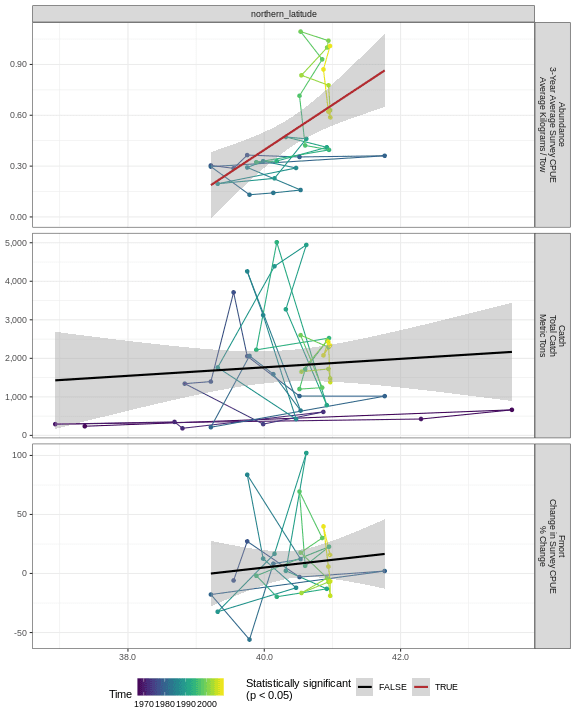 northern_latitude
0.90
0.60
0.30
0.00
Abundance
3-Year Average Survey CPUE
Average Kilograms / Tow
5,000
4,000
3,000
2,000
1,000
0
Catch
Total Catch
Metric Tons
100
50
0
-50
Fmort
Change in Survey CPUE
% Change
38.0 40.0 42.0
Time
1970 1980 1990 2000
Statistically significant
(p < 0.05)
FALSE
TRUE